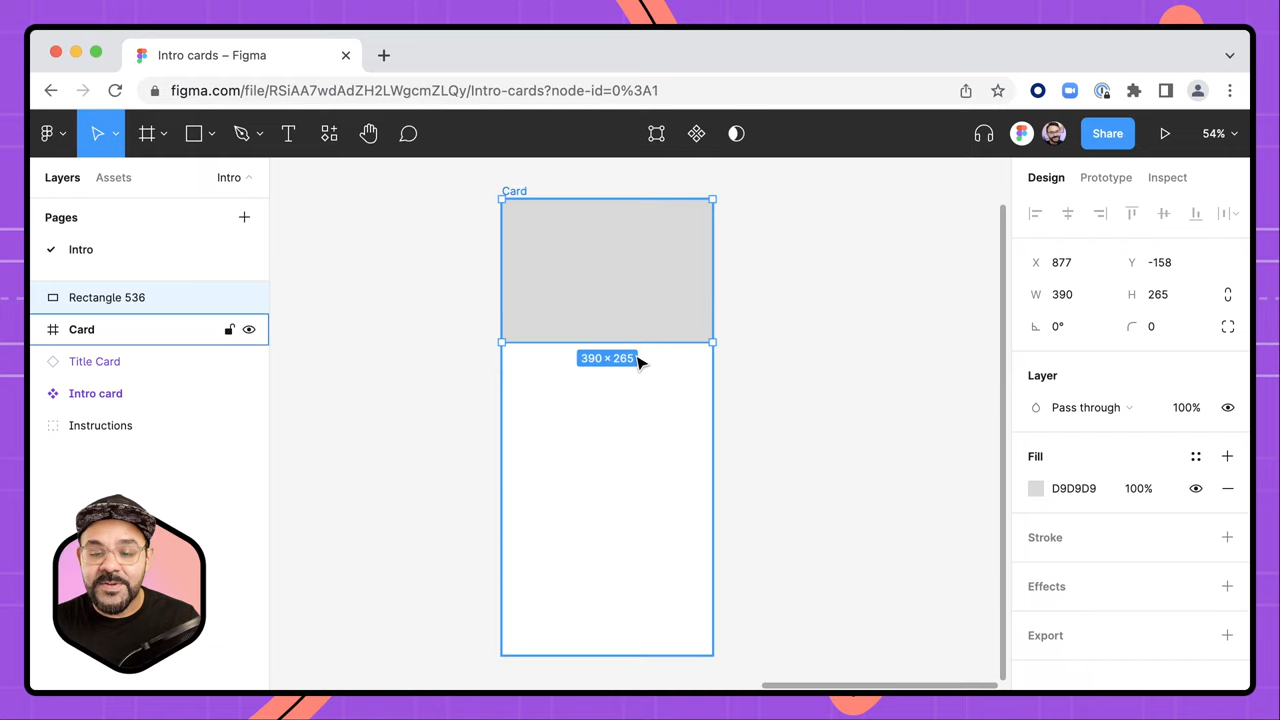 Intro cards – Figma
figma.com/file/RSiAA7wdAdZH2LWgcmZLQy/Intro-cards?node-id=0%3A1
Share
54%
Layers
Assets
Intro
Pages
Intro
Rectangle 536
Card
Title Card
Intro card
Instructions
Card
390 × 265
Design
Prototype
Inspect
X 877
Y -158
W 390
H 265
0°
0
Layer
Pass through
100%
Fill
D9D9D9
100%
Stroke
Effects
Export